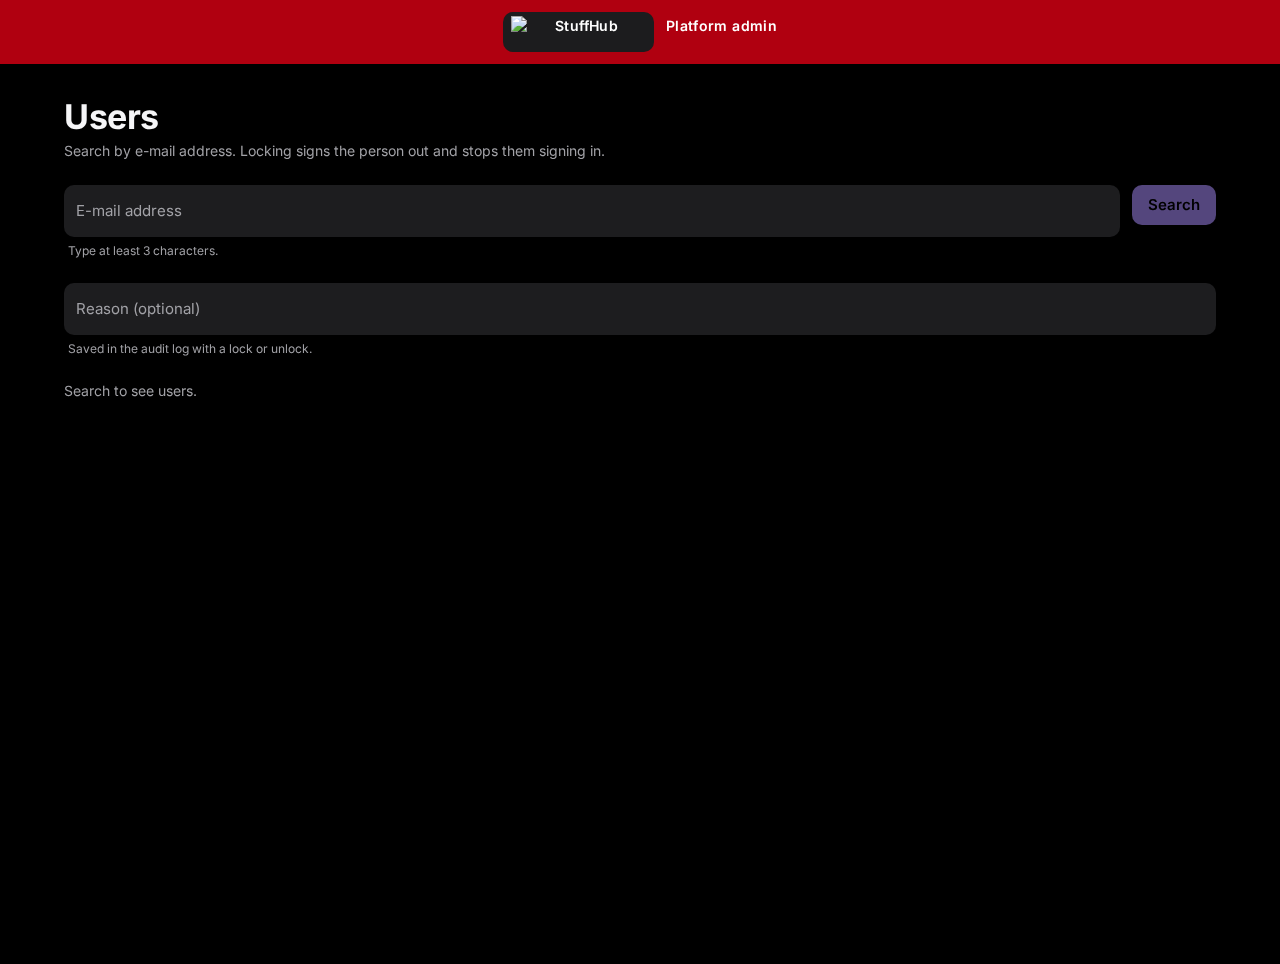 StuffHub Platform admin
Users
Search by e-mail address. Locking signs the person out and stops them signing in.
E-mail address
Search
Type at least 3 characters.
Reason (optional)
Saved in the audit log with a lock or unlock.
Search to see users.